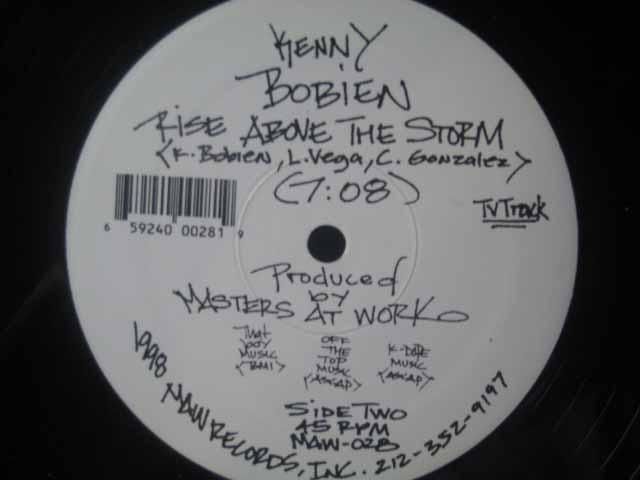 Kenny
Bobien
Rise Above The Storm
<K. Bobien, L. Vega, C. Gonzalez>
(7:08)
TV Track
6 59240 00281 9
Produced
by
Masters At Work
That
Boy
Music
<BMI>
Off
The
Top
Music
<ASCAP>
K-Dope
Music
<ASCAP>
Side Two
45 RPM
MAW-028
1998 MAW Records, Inc. 212-352-9197